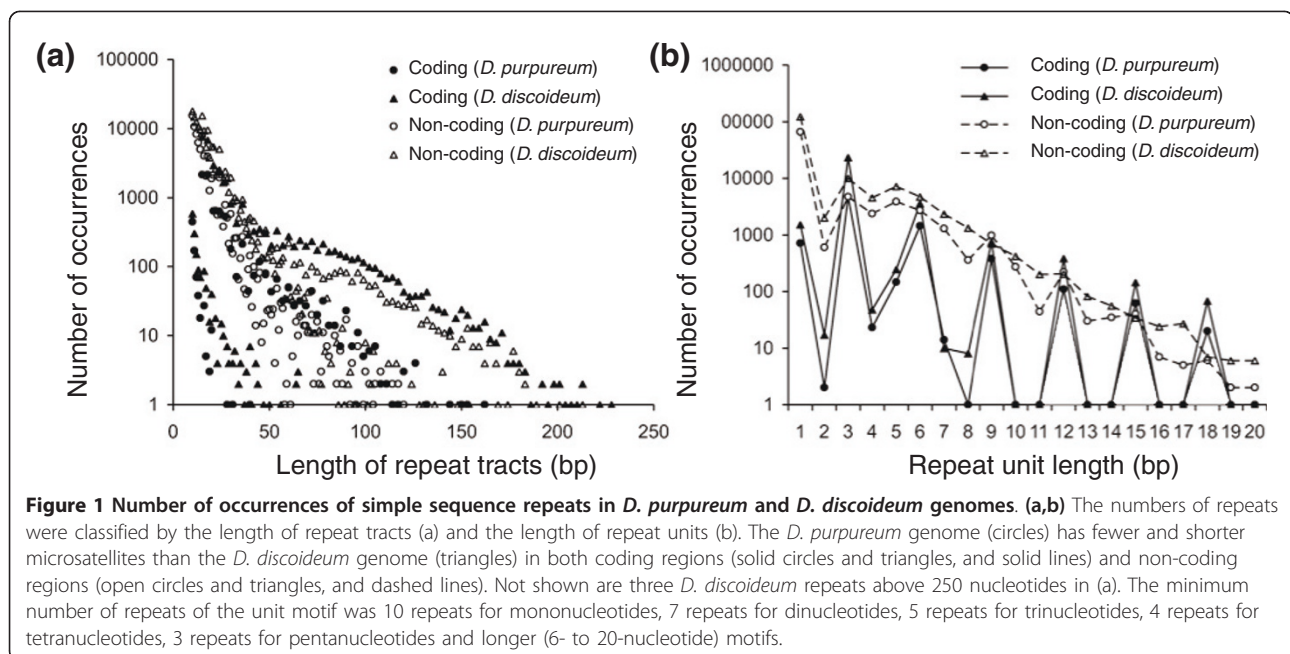 (a)
100000
10000
1000
100
10
1
Number of occurrences
Coding (D. purpureum)
Coding (D. discoideum)
Non-coding (D. purpureum)
Non-coding (D. discoideum)
0 50 100 150 200 250
Length of repeat tracts (bp)
(b)
1000000
00000
10000
1000
100
10
1
Number of occurrences
Coding (D. purpureum)
Coding (D. discoideum)
Non-coding (D. purpureum)
Non-coding (D. discoideum)
1 2 3 4 5 6 7 8 9 10 11 12 13 14 15 16 17 18 19 20
Repeat unit length (bp)
Figure 1 Number of occurrences of simple sequence repeats in D. purpureum and D. discoideum genomes. (a,b) The numbers of repeats
were classified by the length of repeat tracts (a) and the length of repeat units (b). The D. purpureum genome (circles) has fewer and shorter
microsatellites than the D. discoideum genome (triangles) in both coding regions (solid circles and triangles, and solid lines) and non-coding
regions (open circles and triangles, and dashed lines). Not shown are three D. discoideum repeats above 250 nucleotides in (a). The minimum
number of repeats of the unit motif was 10 repeats for mononucleotides, 7 repeats for dinucleotides, 5 repeats for trinucleotides, 4 repeats for
tetranucleotides, 3 repeats for pentanucleotides and longer (6- to 20-nucleotide) motifs.